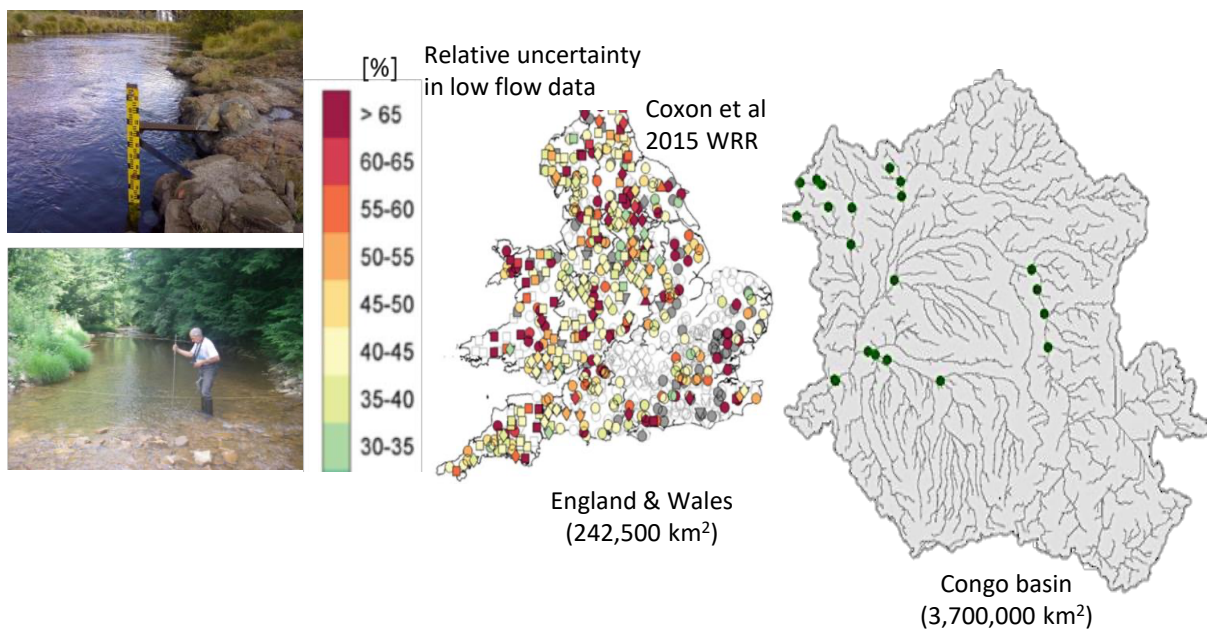 [%]
Relative uncertainty
in low flow data
> 65
60-65
55-60
50-55
45-50
40-45
35-40
30-35
Coxon et al
2015 WRR
England & Wales
(242,500 km²)
Congo basin
(3,700,000 km²)